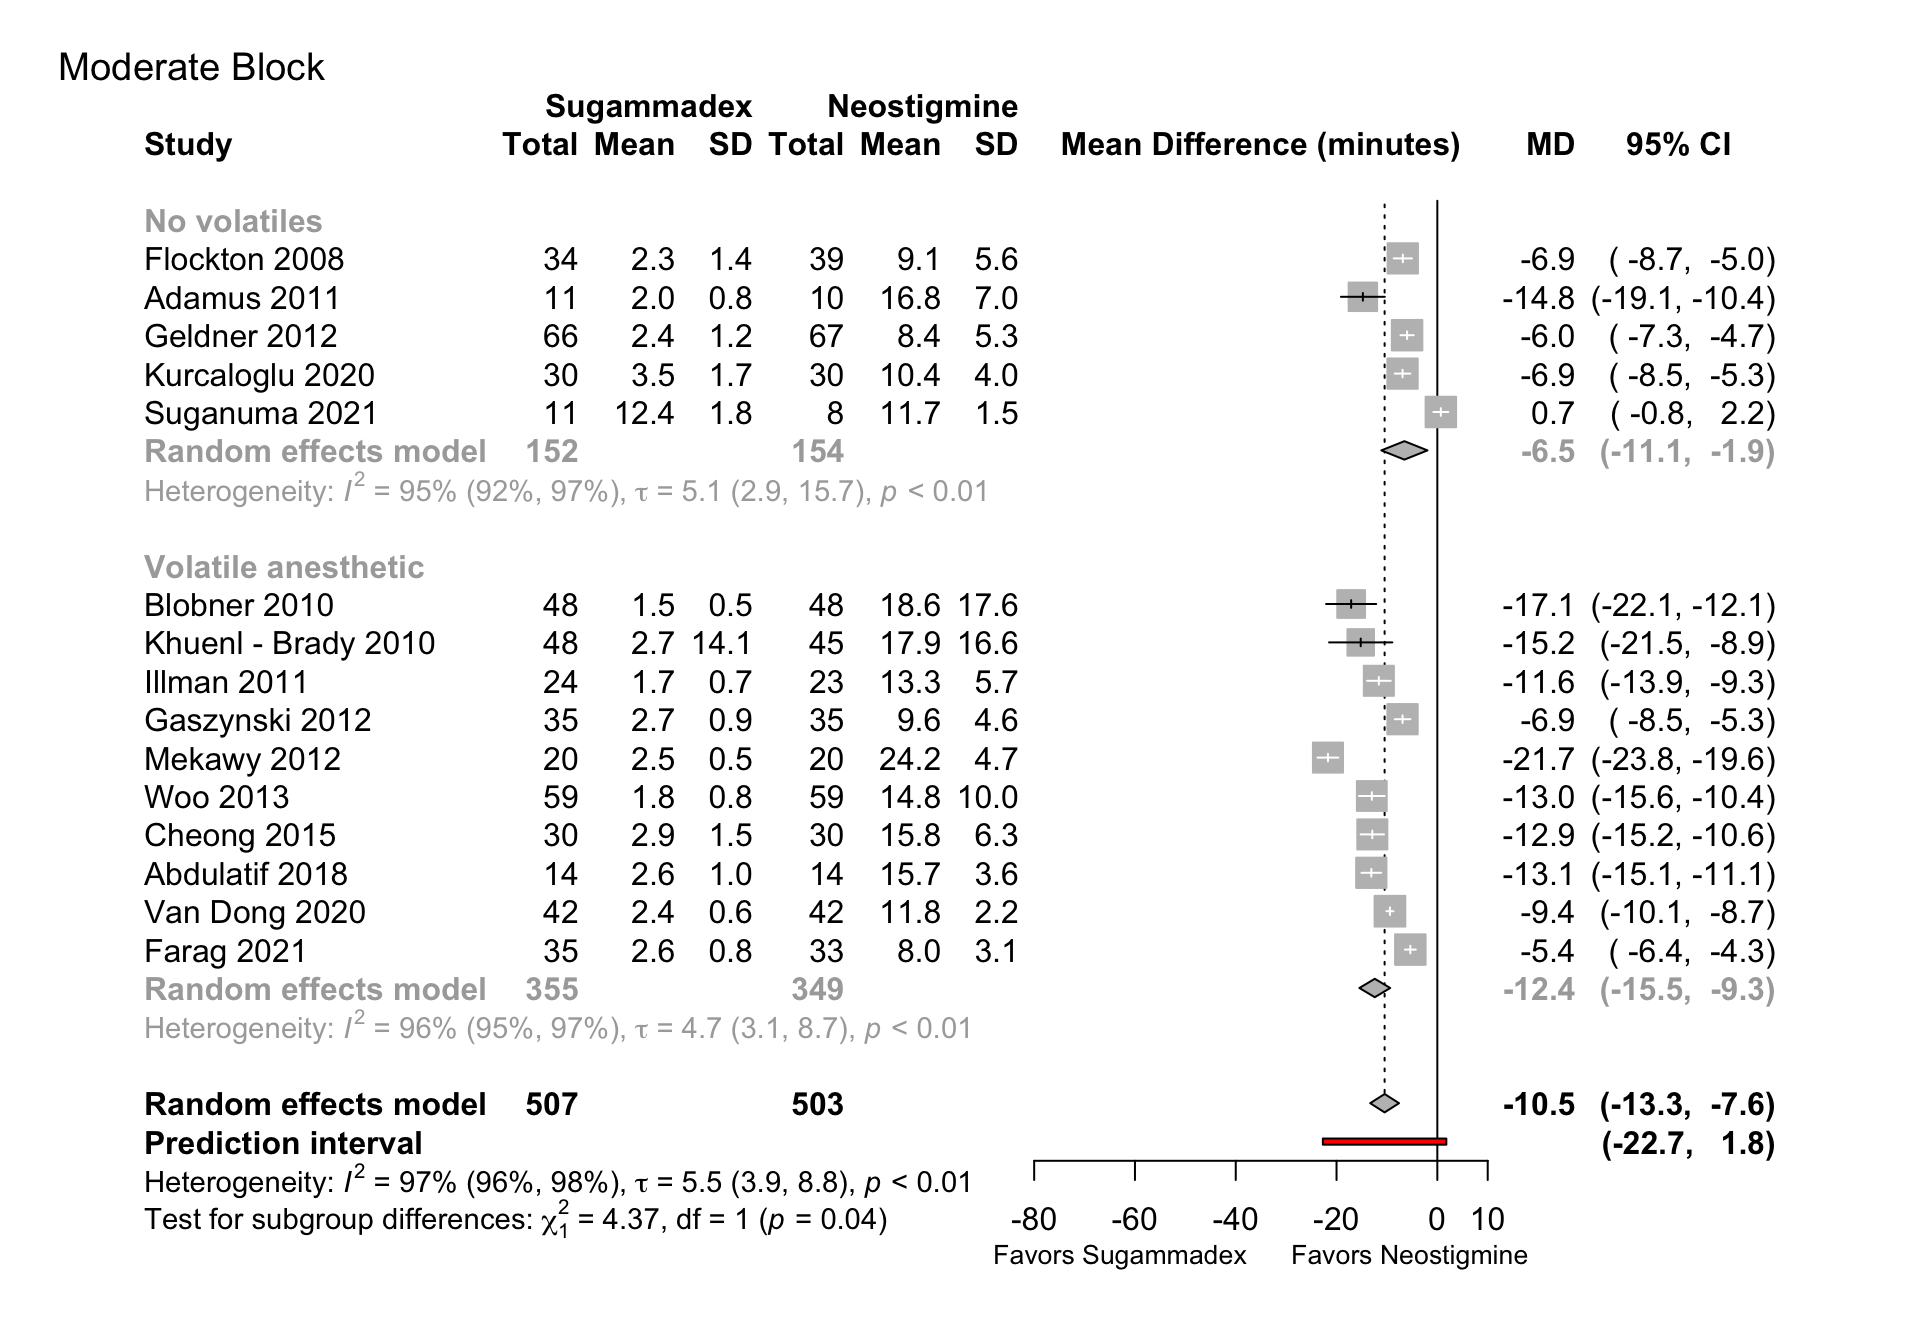 Moderate Block
Sugammadex Neostigmine
Study Total Mean SD Total Mean SD Mean Difference (minutes) MD 95% CI
No volatiles
Flockton 2008 34 2.3 1.4 39 9.1 5.6 -6.9 ( -8.7, -5.0)
Adamus 2011 11 2.0 0.8 10 16.8 7.0 -14.8 (-19.1, -10.4)
Geldner 2012 66 2.4 1.2 67 8.4 5.3 -6.0 ( -7.3, -4.7)
Kurcaloglu 2020 30 3.5 1.7 30 10.4 4.0 -6.9 ( -8.5, -5.3)
Suganuma 2021 11 12.4 1.8 8 11.7 1.5 0.7 ( -0.8, 2.2)
Random effects model 152 154 -6.5 (-11.1, -1.9)
Heterogeneity: I² = 95% (92%, 97%), τ = 5.1 (2.9, 15.7), p < 0.01
Volatile anesthetic
Blobner 2010 48 1.5 0.5 48 18.6 17.6 -17.1 (-22.1, -12.1)
Khuenl - Brady 2010 48 2.7 14.1 45 17.9 16.6 -15.2 (-21.5, -8.9)
Illman 2011 24 1.7 0.7 23 13.3 5.7 -11.6 (-13.9, -9.3)
Gaszynski 2012 35 2.7 0.9 35 9.6 4.6 -6.9 ( -8.5, -5.3)
Mekawy 2012 20 2.5 0.5 20 24.2 4.7 -21.7 (-23.8, -19.6)
Woo 2013 59 1.8 0.8 59 14.8 10.0 -13.0 (-15.6, -10.4)
Cheong 2015 30 2.9 1.5 30 15.8 6.3 -12.9 (-15.2, -10.6)
Abdulatif 2018 14 2.6 1.0 14 15.7 3.6 -13.1 (-15.1, -11.1)
Van Dong 2020 42 2.4 0.6 42 11.8 2.2 -9.4 (-10.1, -8.7)
Farag 2021 35 2.6 0.8 33 8.0 3.1 -5.4 ( -6.4, -4.3)
Random effects model 355 349 -12.4 (-15.5, -9.3)
Heterogeneity: I² = 96% (95%, 97%), τ = 4.7 (3.1, 8.7), p < 0.01
Random effects model 507 503 -10.5 (-13.3, -7.6)
Prediction interval (-22.7, 1.8)
Heterogeneity: I² = 97% (96%, 98%), τ = 5.5 (3.9, 8.8), p < 0.01
Test for subgroup differences: χ²₁ = 4.37, df = 1 (p = 0.04)
-80 -60 -40 -20 0 10
Favors Sugammadex Favors Neostigmine